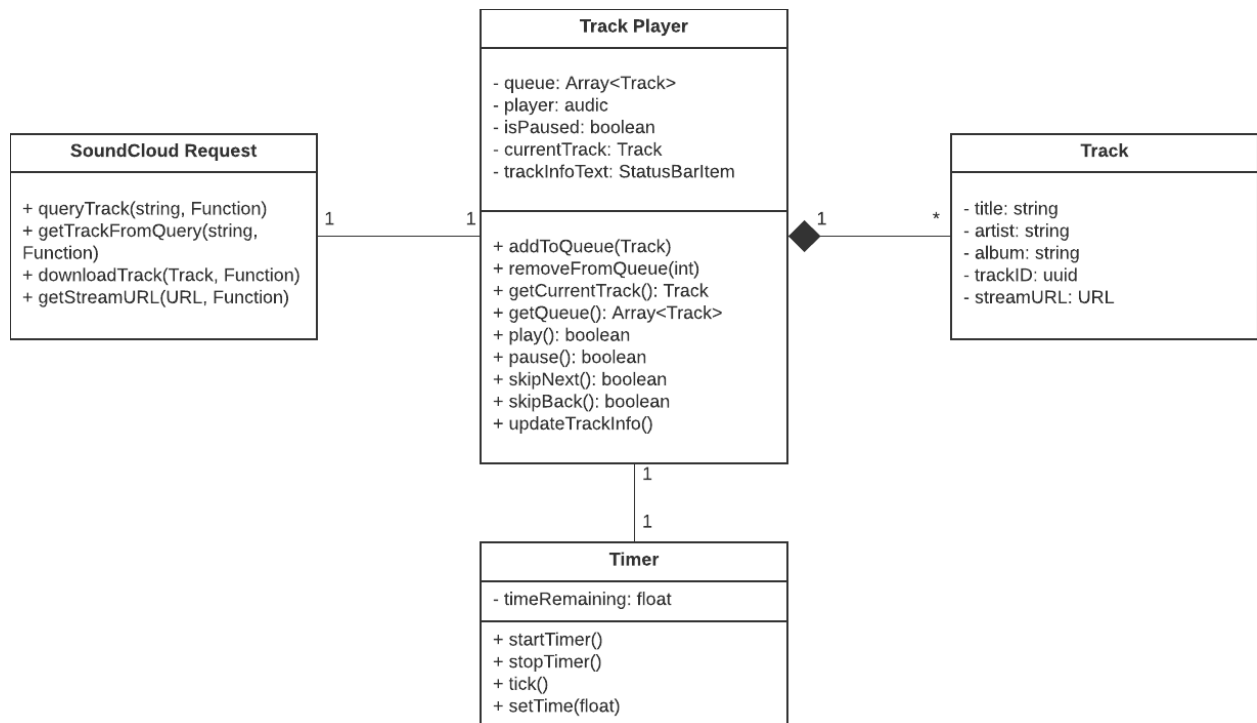 Track Player
- queue: Array<Track>
- player: audic
- isPaused: boolean
- currentTrack: Track
- trackInfoText: StatusBarItem
+ addToQueue(Track)
+ removeFromQueue(int)
+ getCurrentTrack(): Track
+ getQueue(): Array<Track>
+ play(): boolean
+ pause(): boolean
+ skipNext(): boolean
+ skipBack(): boolean
+ updateTrackInfo()
SoundCloud Request
+ queryTrack(string, Function)
+ getTrackFromQuery(string,
Function)
+ downloadTrack(Track, Function)
+ getStreamURL(URL, Function)
1
1
1
*
Track
- title: string
- artist: string
- album: string
- trackID: uuid
- streamURL: URL
1
1
Timer
- timeRemaining: float
+ startTimer()
+ stopTimer()
+ tick()
+ setTime(float)